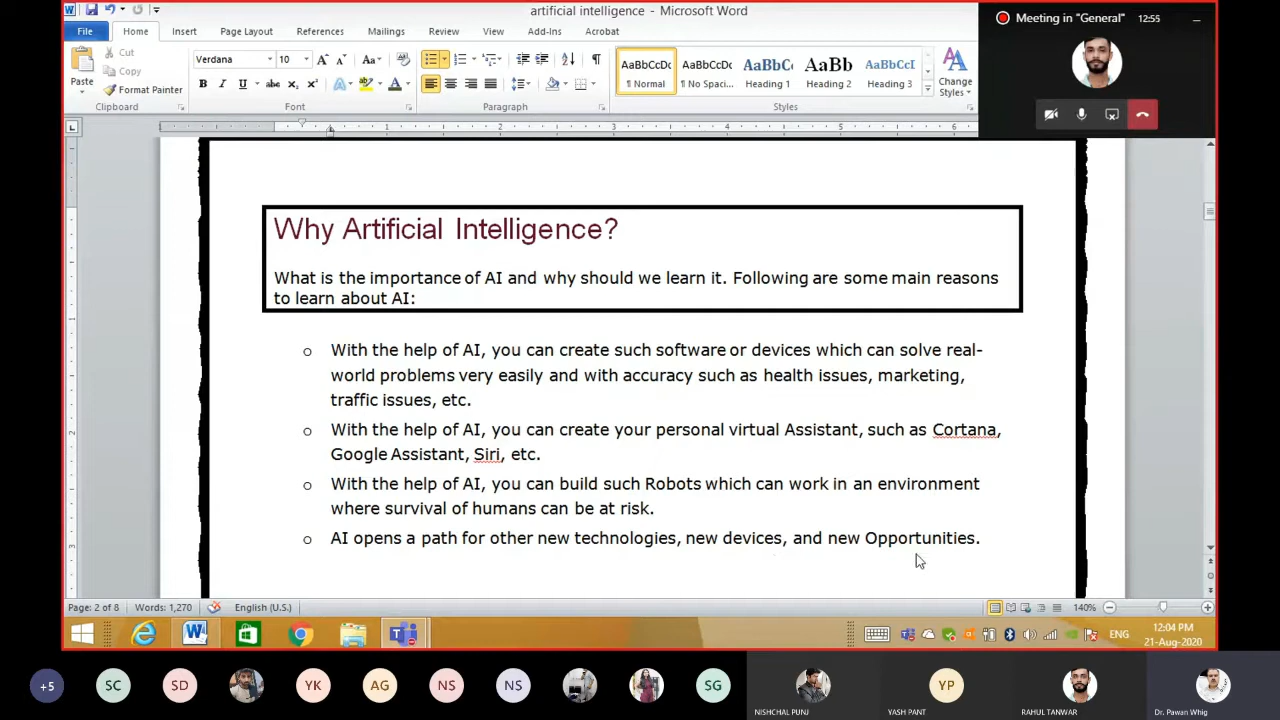 artificial intelligence - Microsoft Word
Meeting in "General" 12:55
File Home Insert Page Layout References Mailings Review View Add-Ins Acrobat
Paste
Cut
Copy
Format Painter
Verdana 10
AaBbCcDc AaBbCcDc AaBbC AaBb AaBbCcI
¶ Normal ¶ No Spaci... Heading 1 Heading 2 Heading 3
Change
Styles
Clipboard Font Paragraph Styles
Why Artificial Intelligence?
What is the importance of AI and why should we learn it. Following are some main reasons
to learn about AI:
o With the help of AI, you can create such software or devices which can solve real-
world problems very easily and with accuracy such as health issues, marketing,
traffic issues, etc.
o With the help of AI, you can create your personal virtual Assistant, such as Cortana,
Google Assistant, Siri, etc.
o With the help of AI, you can build such Robots which can work in an environment
where survival of humans can be at risk.
o AI opens a path for other new technologies, new devices, and new Opportunities.
Page: 2 of 8 Words: 1,270 English (U.S.) 140%
ENG 12:04 PM
21-Aug-2020
+5 SC SD YK AG NS NS SG YP
NISHCHAL PUNJ YASH PANT RAHUL TANWAR Dr. Pawan Whig